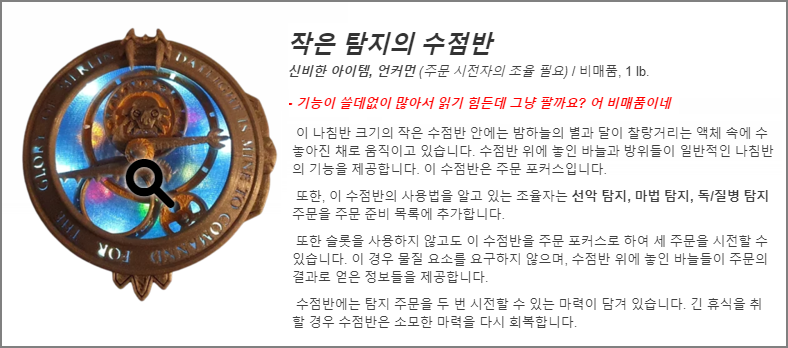 작은 탐지의 수점반
신비한 아이템, 언커먼 (주문 시전자의 조율 필요) / 비매품, 1 lb.
- 기능이 쓸데없이 많아서 읽기 힘든데 그냥 팔까요? 어 비매품이네
이 나침반 크기의 작은 수점반 안에는 밤하늘의 별과 달이 찰랑거리는 액체 속에 수
놓아진 채로 움직이고 있습니다. 수점반 위에 놓인 바늘과 방위들이 일반적인 나침반
의 기능을 제공합니다. 이 수점반은 주문 포커스입니다.
또한, 이 수점반의 사용법을 알고 있는 조율자는 선악 탐지, 마법 탐지, 독/질병 탐지
주문을 주문 준비 목록에 추가합니다.
또한 슬롯을 사용하지 않고도 이 수점반을 주문 포커스로 하여 세 주문을 시전할 수
있습니다. 이 경우 물질 요소를 요구하지 않으며, 수점반 위에 놓인 바늘들이 주문의
결과로 얻은 정보들을 제공합니다.
수점반에는 탐지 주문을 두 번 시전할 수 있는 마력이 담겨 있습니다. 긴 휴식을 취
할 경우 수점반은 소모한 마력을 다시 회복합니다.
FOR THE GLORY OF MERLIN DAYLIGHT IS MINE TO COMMAND